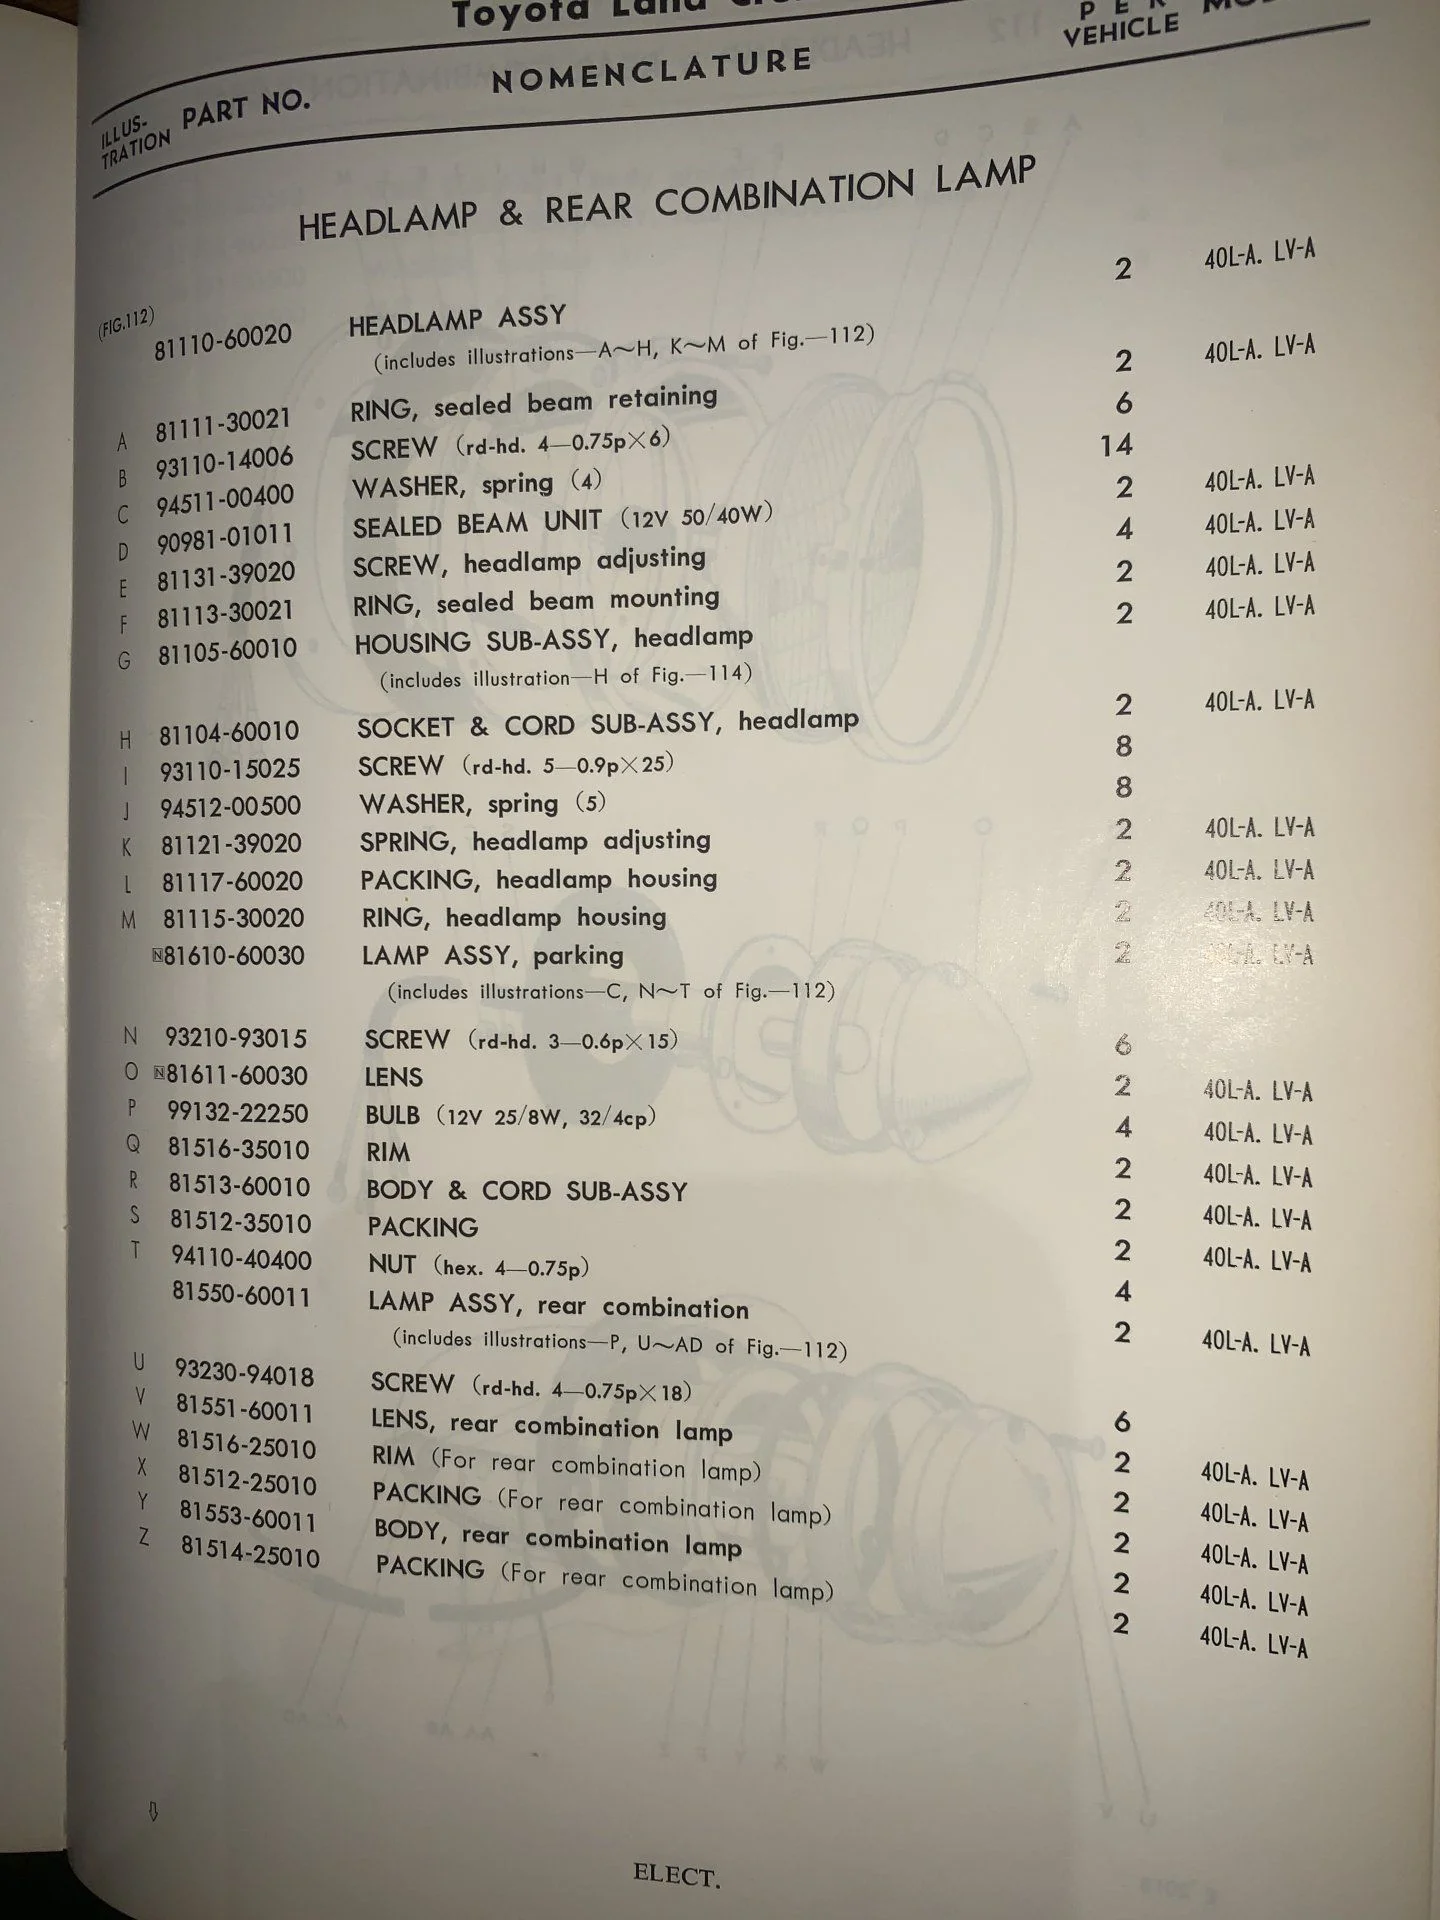 Toyota Land
ILLUS-TRATION PART NO. NOMENCLATURE PER VEHICLE
HEADLAMP & REAR COMBINATION LAMP
(FIG.112)
81110-60020 HEADLAMP ASSY 2 40L-A. LV-A
(includes illustrations—A～H, K～M of Fig.—112)
A 81111-30021 RING, sealed beam retaining 2 40L-A. LV-A
B 93110-14006 SCREW (rd-hd. 4—0.75p×6) 6
C 94511-00400 WASHER, spring (4) 14
D 90981-01011 SEALED BEAM UNIT (12V 50/40W) 2 40L-A. LV-A
E 81131-39020 SCREW, headlamp adjusting 4 40L-A. LV-A
F 81113-30021 RING, sealed beam mounting 2 40L-A. LV-A
G 81105-60010 HOUSING SUB-ASSY, headlamp 2 40L-A. LV-A
(includes illustration—H of Fig.—114)
H 81104-60010 SOCKET & CORD SUB-ASSY, headlamp 2 40L-A. LV-A
I 93110-15025 SCREW (rd-hd. 5—0.9p×25) 8
J 94512-00500 WASHER, spring (5) 8
K 81121-39020 SPRING, headlamp adjusting 2 40L-A. LV-A
L 81117-60020 PACKING, headlamp housing 2 40L-A. LV-A
M 81115-30020 RING, headlamp housing 2 40L-A. LV-A
🄽81610-60030 LAMP ASSY, parking 2 40L-A. LV-A
(includes illustrations—C, N～T of Fig.—112)
N 93210-93015 SCREW (rd-hd. 3—0.6p×15) 6
O 🄽81611-60030 LENS 2 40L-A. LV-A
P 99132-22250 BULB (12V 25/8W, 32/4cp) 4 40L-A. LV-A
Q 81516-35010 RIM 2 40L-A. LV-A
R 81513-60010 BODY & CORD SUB-ASSY 2 40L-A. LV-A
S 81512-35010 PACKING 2 40L-A. LV-A
T 94110-40400 NUT (hex. 4—0.75p) 4
81550-60011 LAMP ASSY, rear combination 2 40L-A. LV-A
(includes illustrations—P, U～AD of Fig.—112)
U 93230-94018 SCREW (rd-hd. 4—0.75p×18) 6
V 81551-60011 LENS, rear combination lamp 2 40L-A. LV-A
W 81516-25010 RIM (For rear combination lamp) 2 40L-A. LV-A
X 81512-25010 PACKING (For rear combination lamp) 2 40L-A. LV-A
Y 81553-60011 BODY, rear combination lamp 2 40L-A. LV-A
Z 81514-25010 PACKING (For rear combination lamp) 2 40L-A. LV-A
⇩
ELECT.